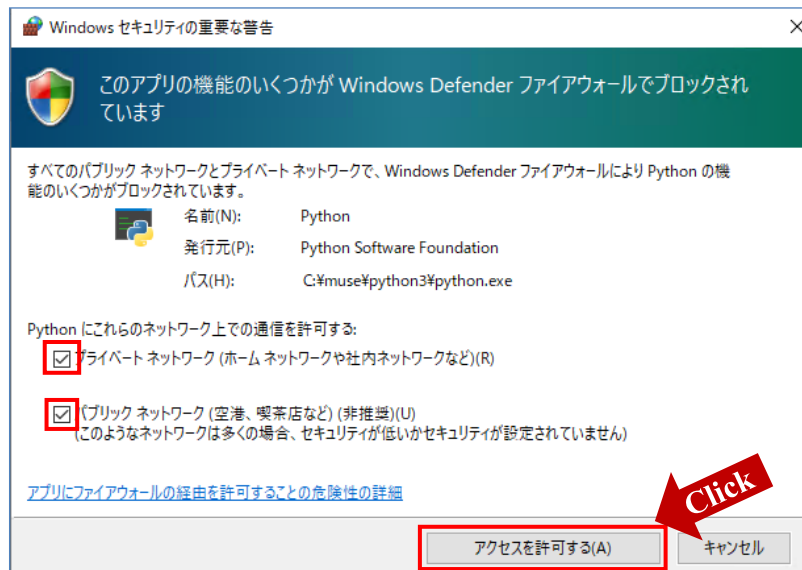 Windows セキュリティの重要な警告
このアプリの機能のいくつかが Windows Defender ファイアウォールでブロックされ
ています
すべてのパブリック ネットワークとプライベート ネットワークで、Windows Defender ファイアウォールにより Python の機
能のいくつかがブロックされています。
名前(N): Python
発行元(P): Python Software Foundation
パス(H): C:¥muse¥python3¥python.exe
Python にこれらのネットワーク上での通信を許可する:
プライベート ネットワーク (ホーム ネットワークや社内ネットワークなど)(R)
パブリック ネットワーク (空港、喫茶店など) (非推奨)(U)
(このようなネットワークは多くの場合、セキュリティが低いかセキュリティが設定されていません)
アプリにファイアウォールの経由を許可することの危険性の詳細
Click
アクセスを許可する(A) キャンセル